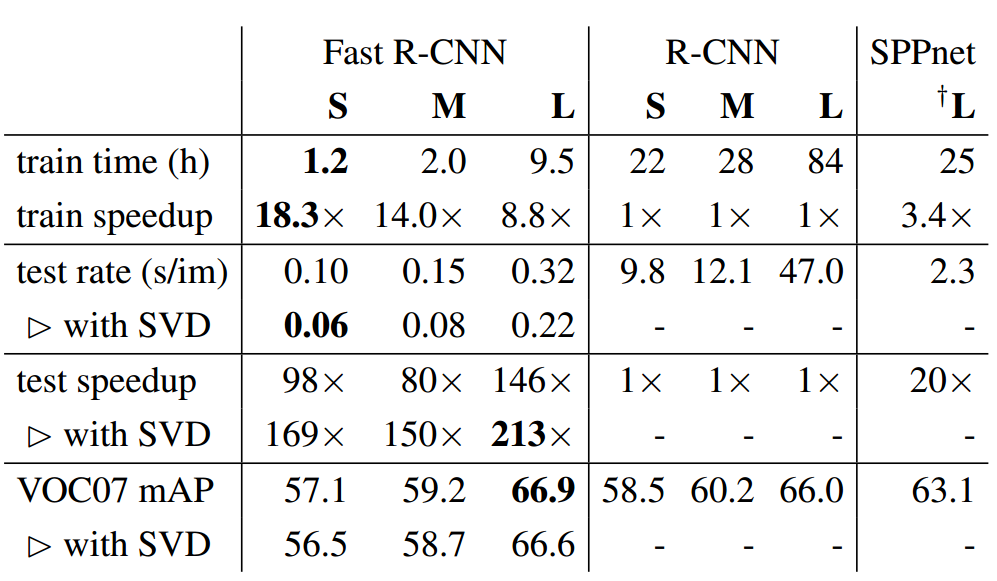 Fast R-CNN R-CNN SPPnet
S M L S M L †L
train time (h) 1.2 2.0 9.5 22 28 84 25
train speedup 18.3× 14.0× 8.8× 1× 1× 1× 3.4×
test rate (s/im) 0.10 0.15 0.32 9.8 12.1 47.0 2.3
▷ with SVD 0.06 0.08 0.22 - - - -
test speedup 98× 80× 146× 1× 1× 1× 20×
▷ with SVD 169× 150× 213× - - - -
VOC07 mAP 57.1 59.2 66.9 58.5 60.2 66.0 63.1
▷ with SVD 56.5 58.7 66.6 - - - -